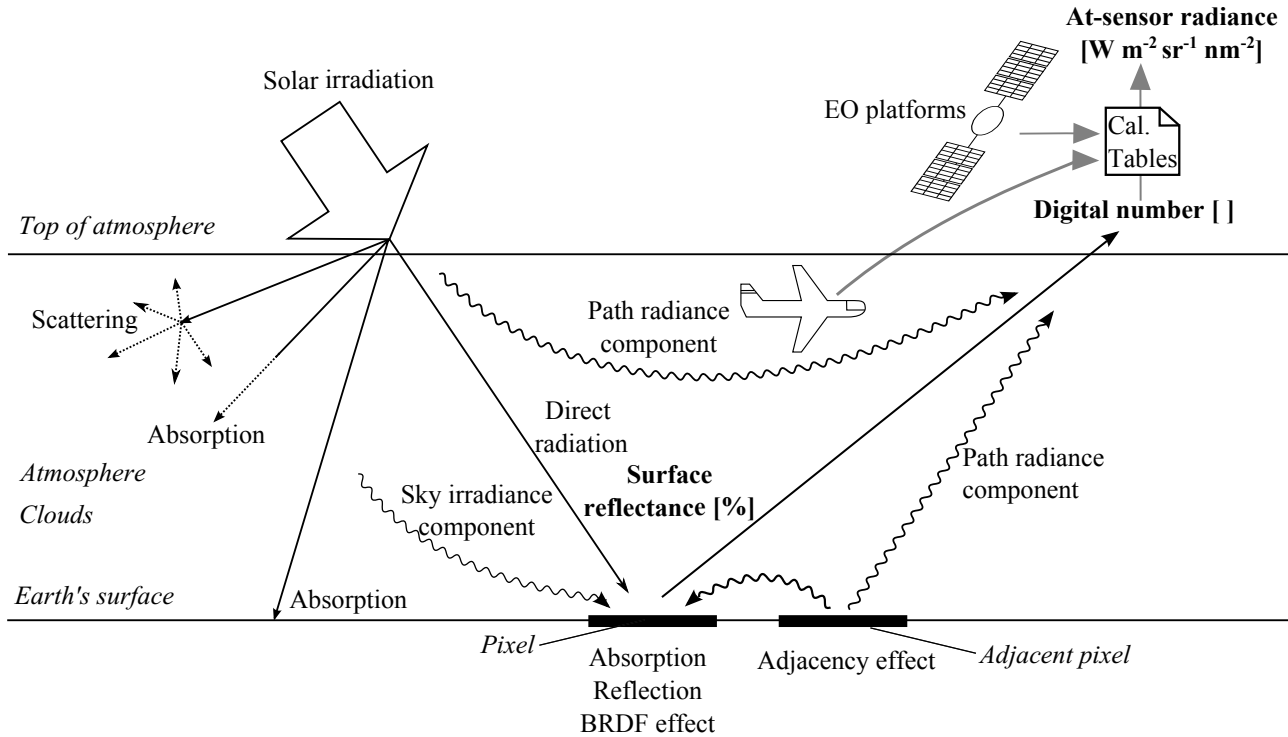 At-sensor radiance
[W m⁻² sr⁻¹ nm⁻²]
Solar irradiation
EO platforms
Cal.
Tables
Top of atmosphere
Digital number [ ]
Scattering
Path radiance
component
Absorption
Direct
radiation
Atmosphere
Clouds
Surface
reflectance [%]
Sky irradiance
component
Path radiance
component
Earth's surface
Absorption
Pixel
Absorption
Reflection
BRDF effect
Adjacency effect
Adjacent pixel